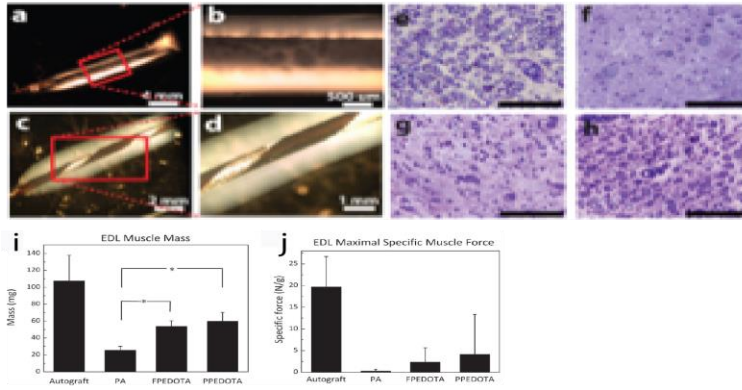 a
b
e
f
4 mm
500 µm
c
d
g
h
2 mm
1 mm
i
EDL Muscle Mass
j
EDL Maximal Specific Muscle Force
140
120
100
80
60
40
20
0
Mass (mg)
*
*
Autograft PA FPEDOTA PPEDOTA
25
20
15
10
5
0
Specific force (N/g)
Autograft PA FPEDOTA PPEDOTA